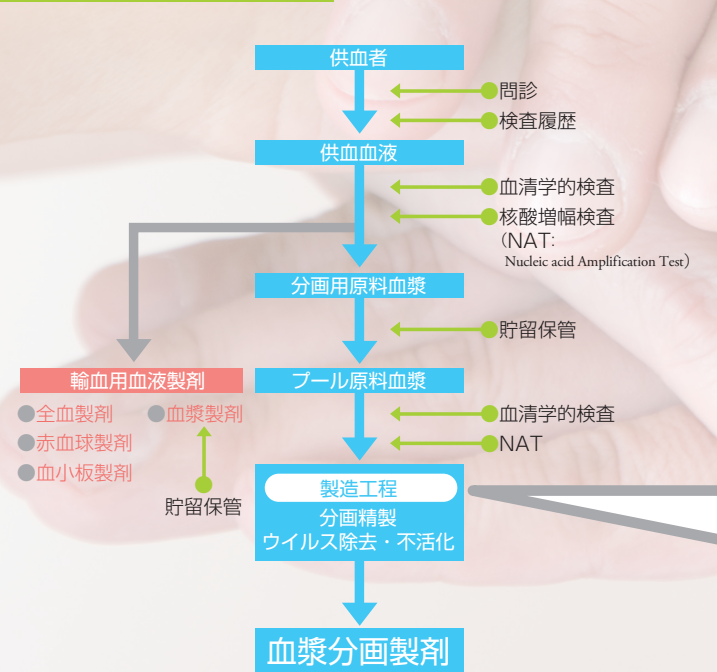 供血者
問診
検査履歴
供血血液
血清学的検査
核酸増幅検査
(NAT:
Nucleic acid Amplification Test)
分画用原料血漿
貯留保管
輸血用血液製剤
●全血製剤
●血漿製剤
●赤血球製剤
●血小板製剤
貯留保管
プール原料血漿
血清学的検査
NAT
製造工程
分画精製
ウイルス除去・不活化
血漿分画製剤